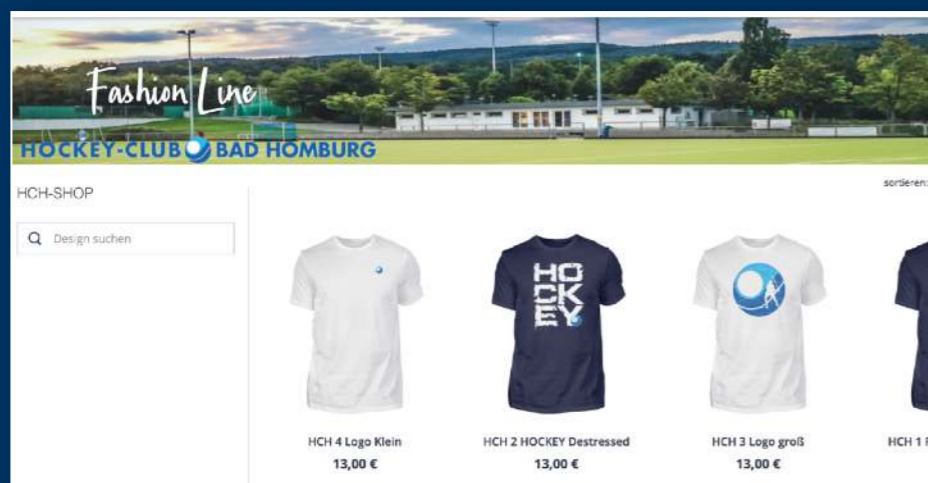 Fashion Line
HOCKEY-CLUB BAD HOMBURG
HCH-SHOP
sortieren:
Design suchen
HO
CK
EY
HCH 4 Logo Klein
HCH 2 HOCKEY Destressed
HCH 3 Logo groß
HCH 1
13,00 €
13,00 €
13,00 €